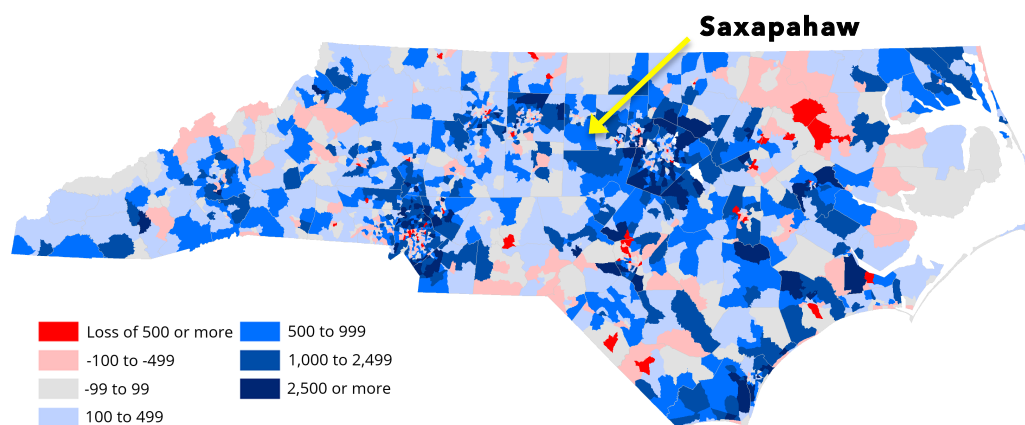 Saxapahaw
Loss of 500 or more
-100 to -499
-99 to 99
100 to 499
500 to 999
1,000 to 2,499
2,500 or more